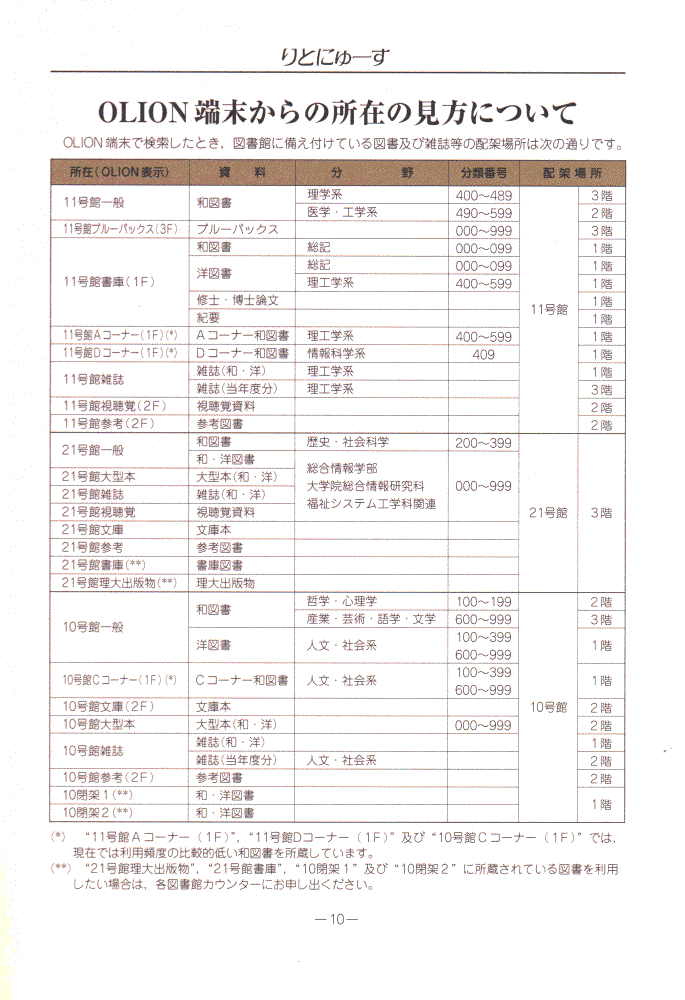 りとにゅーす
OLION端末からの所在の見方について
OLION端末で検索したとき，図書館に備え付けている図書及び雑誌等の配架場所は次の通りです。
所在(OLION表示) 資　料 分　野 分類番号 配架場所
11号館一般 和図書 理学系 400～489 11号館 3階
医学・工学系 490～599 2階
11号館ブルーバックス(3F) ブルーバックス 000～999 3階
11号館書庫(1F) 和図書 総記 000～099 1階
洋図書 総記 000～099 1階
理工学系 400～599 1階
修士・博士論文 1階
紀要 1階
11号館Aコーナー(1F)(*) Aコーナー和図書 理工学系 400～599 1階
11号館Dコーナー(1F)(*) Dコーナー和図書 情報科学系 409 1階
11号館雑誌 雑誌(和・洋) 理工学系 1階
雑誌(当年度分) 理工学系 3階
11号館視聴覚(2F) 視聴覚資料 2階
11号館参考(2F) 参考図書 2階
21号館一般 和図書 歴史・社会科学 200～399 21号館 3階
和・洋図書 総合情報学部 000～999
21号館大型本 大型本(和・洋) 大学院総合情報研究科
21号館雑誌 雑誌(和・洋) 福祉システム工学科関連
21号館視聴覚 視聴覚資料
21号館文庫 文庫本
21号館参考 参考図書
21号館書庫(**) 書庫図書
21号館理大出版物(**) 理大出版物
10号館一般 和図書 哲学・心理学 100～199 10号館 2階
産業・芸術・語学・文学 600～999 3階
洋図書 人文・社会系 100～399 1階
600～999
10号館Cコーナー(1F)(*) Cコーナー和図書 人文・社会系 100～399 1階
600～999
10号館文庫(2F) 文庫本 2階
10号館大型本 大型本(和・洋) 000～999 2階
10号館雑誌 雑誌(和・洋) 1階
雑誌(当年度分) 人文・社会系 2階
10号館参考(2F) 参考図書 2階
10閉架1(**) 和・洋図書 1階
10閉架2(**) 和・洋図書
(*)　“11号館Aコーナー（1F）”，“11号館Dコーナー（1F）”及び“10号館Cコーナー（1F）”では，
現在では利用頻度の比較的低い和図書を所蔵しています。
(**)　“21号館理大出版物”，“21号館書庫”，“10閉架1”及び“10閉架2”に所蔵されている図書を利用
したい場合は，各図書館カウンターにお申し出ください。
―10―